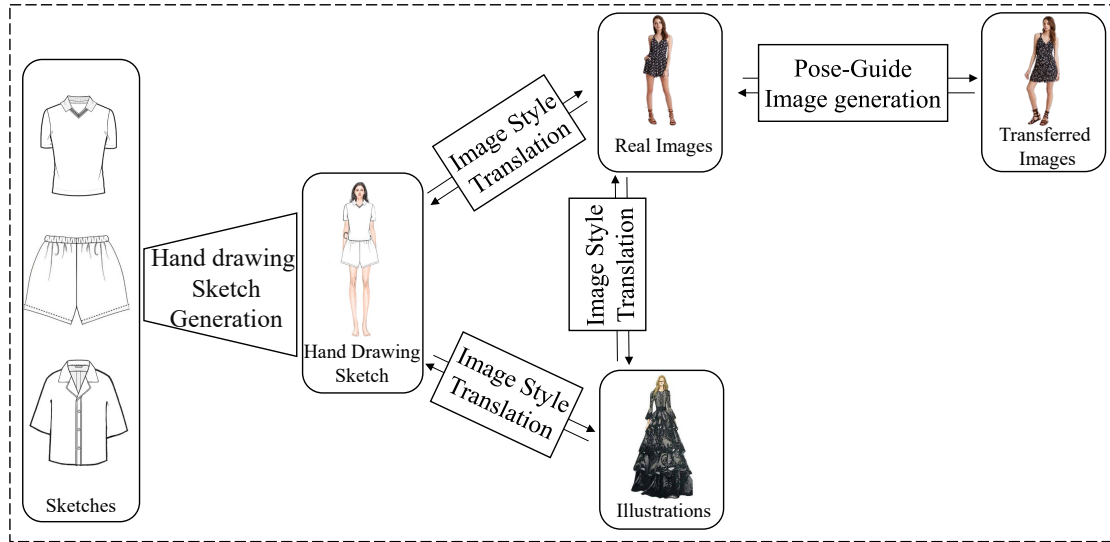 Sketches
Hand drawing
Sketch
Generation
Hand Drawing
Sketch
Image Style
Translation
Real Images
Image Style
Translation
Image Style
Translation
Illustrations
Pose-Guide
Image generation
Transferred
Images